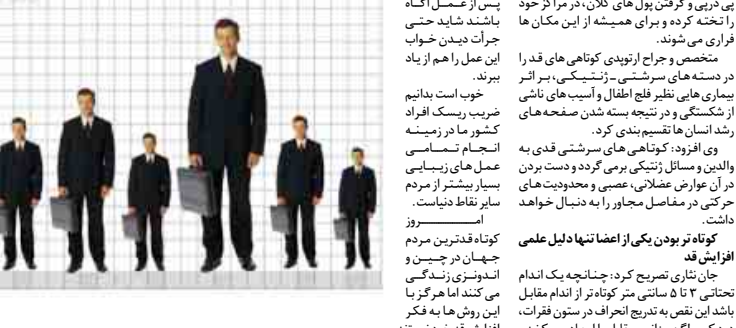 پی درپی و گرفتن پول های کلان، در مراکز خود
را تخته کرده و برای همیشه از این مکان ها
فراری می شوند.
متخصص و جراح ارتوپدی کوتاهی های قد را
در دسته های سرشتی ـ ژنتیکی، بر اثر
بیماری هایی نظیر فلج اطفال و آسیب های ناشی
از شکستگی و در نتیجه بسته شدن صفحه های
رشد انسان ها تقسیم بندی کرد.
وی افزود: کوتاهی های سرشتی قدی به
والدین و مسائل ژنتیکی برمی گردد و دست بردن
در آن عوارض عضلانی، عصبی و محدودیت های
حرکتی در مفاصل مجاور را به دنبال خواهد
داشت.
کوتاه تر بودن یکی از اعضا تنها دلیل علمی
افزایش قد
جان نثاری تصریح کرد: چنانچه یک اندام
تحتانی ۳ تا ۵ سانتی متر کوتاه تر از اندام مقابل
باشد این نقص به تدریج انحراف در ستون فقرات،
پس از عمل آگاه
باشند شاید حتی
جرأت دیدن خواب
این عمل را هم از یاد
ببرند.
خوب است بدانیم
ضریب ریسک افراد
کشور ما در زمینه
انجام تمامی
عمل های زیبایی
بسیار بیشتر از مردم
سایر نقاط دنیاست.
امروز
کوتاه قدترین مردم
جهان در چین و
اندونزی زندگی
می کنند اما هرگز با
این روش ها به فکر